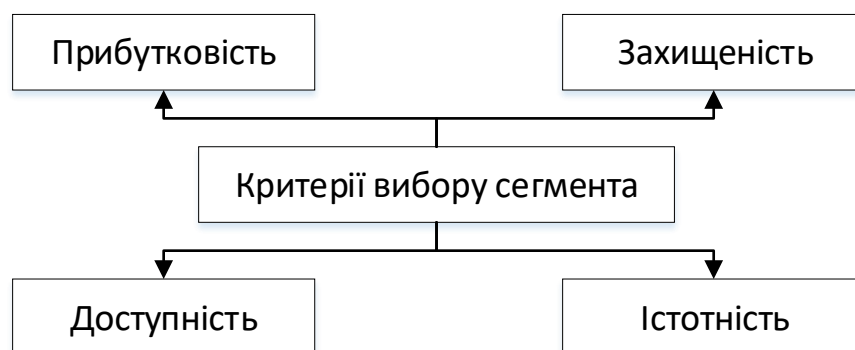 Прибутковість
Захищеність
Критерії вибору сегмента
Доступність
Істотність